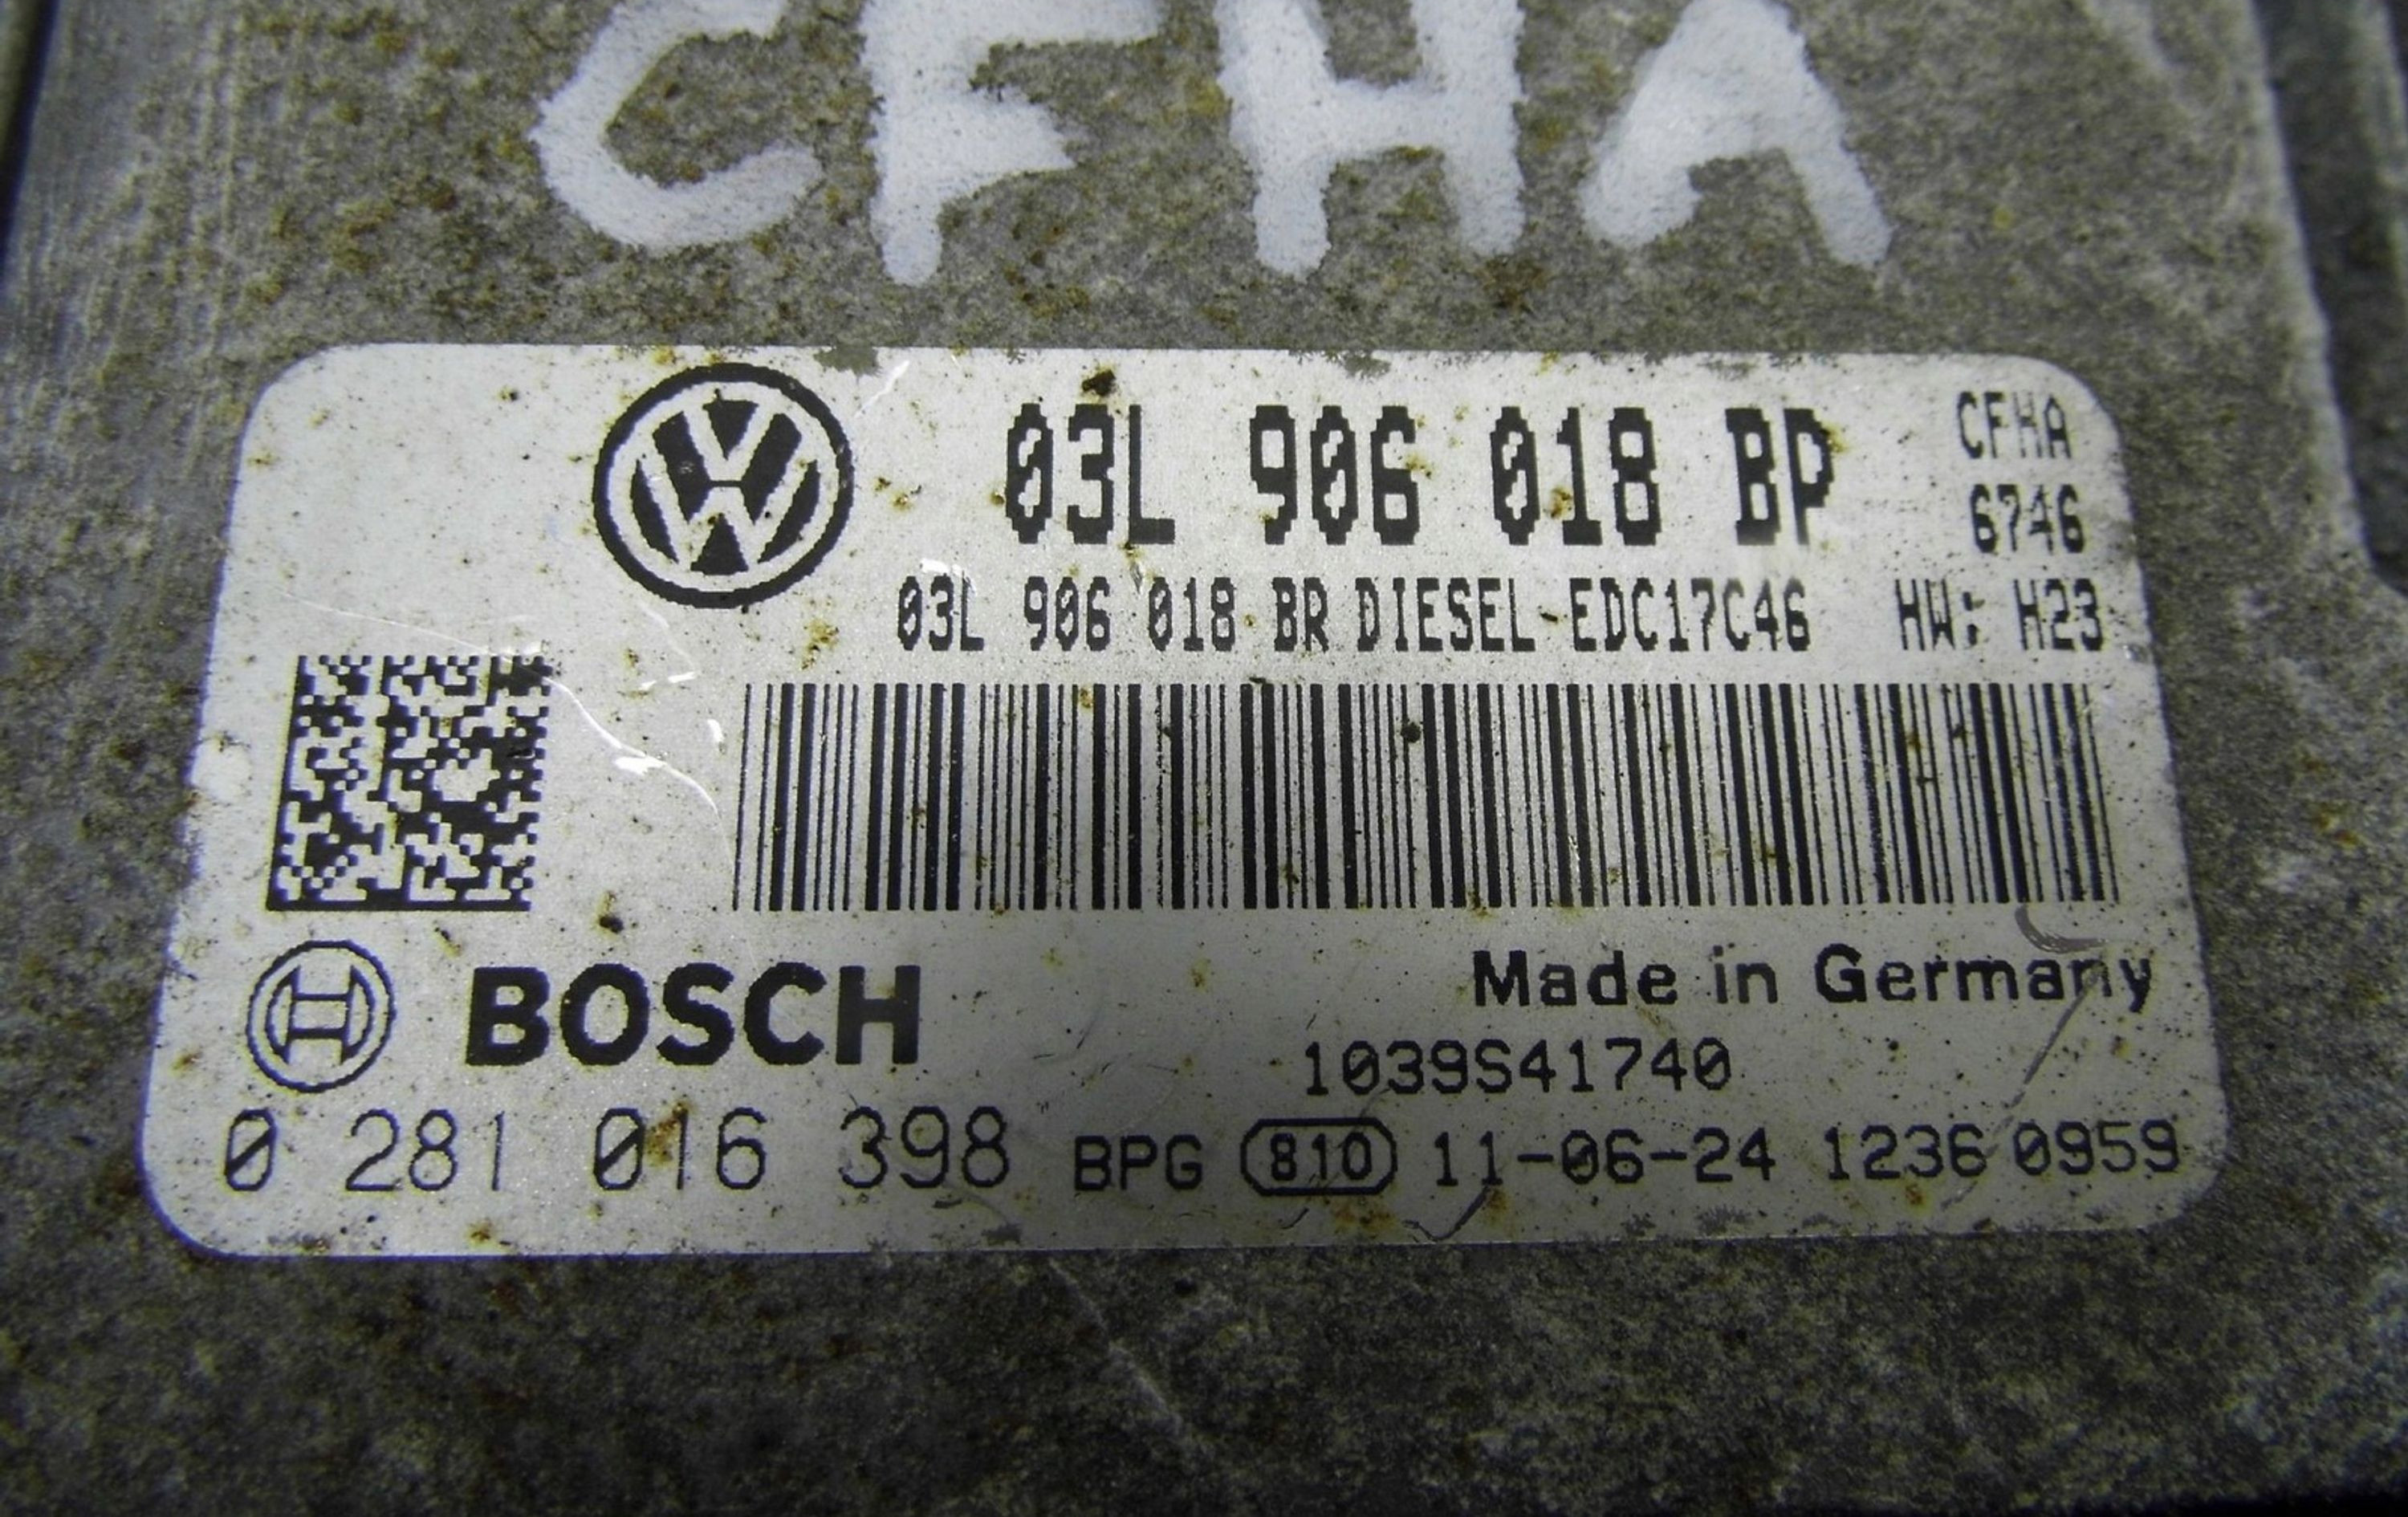 CFHA
03L 906 018 BP
CFHA
6746
03L 906 018 BR DIESEL-EDC17C46 HW: H23
BOSCH
Made in Germany
1039S41740
0 281 016 398 BPG 810 11-06-24 1236 0959